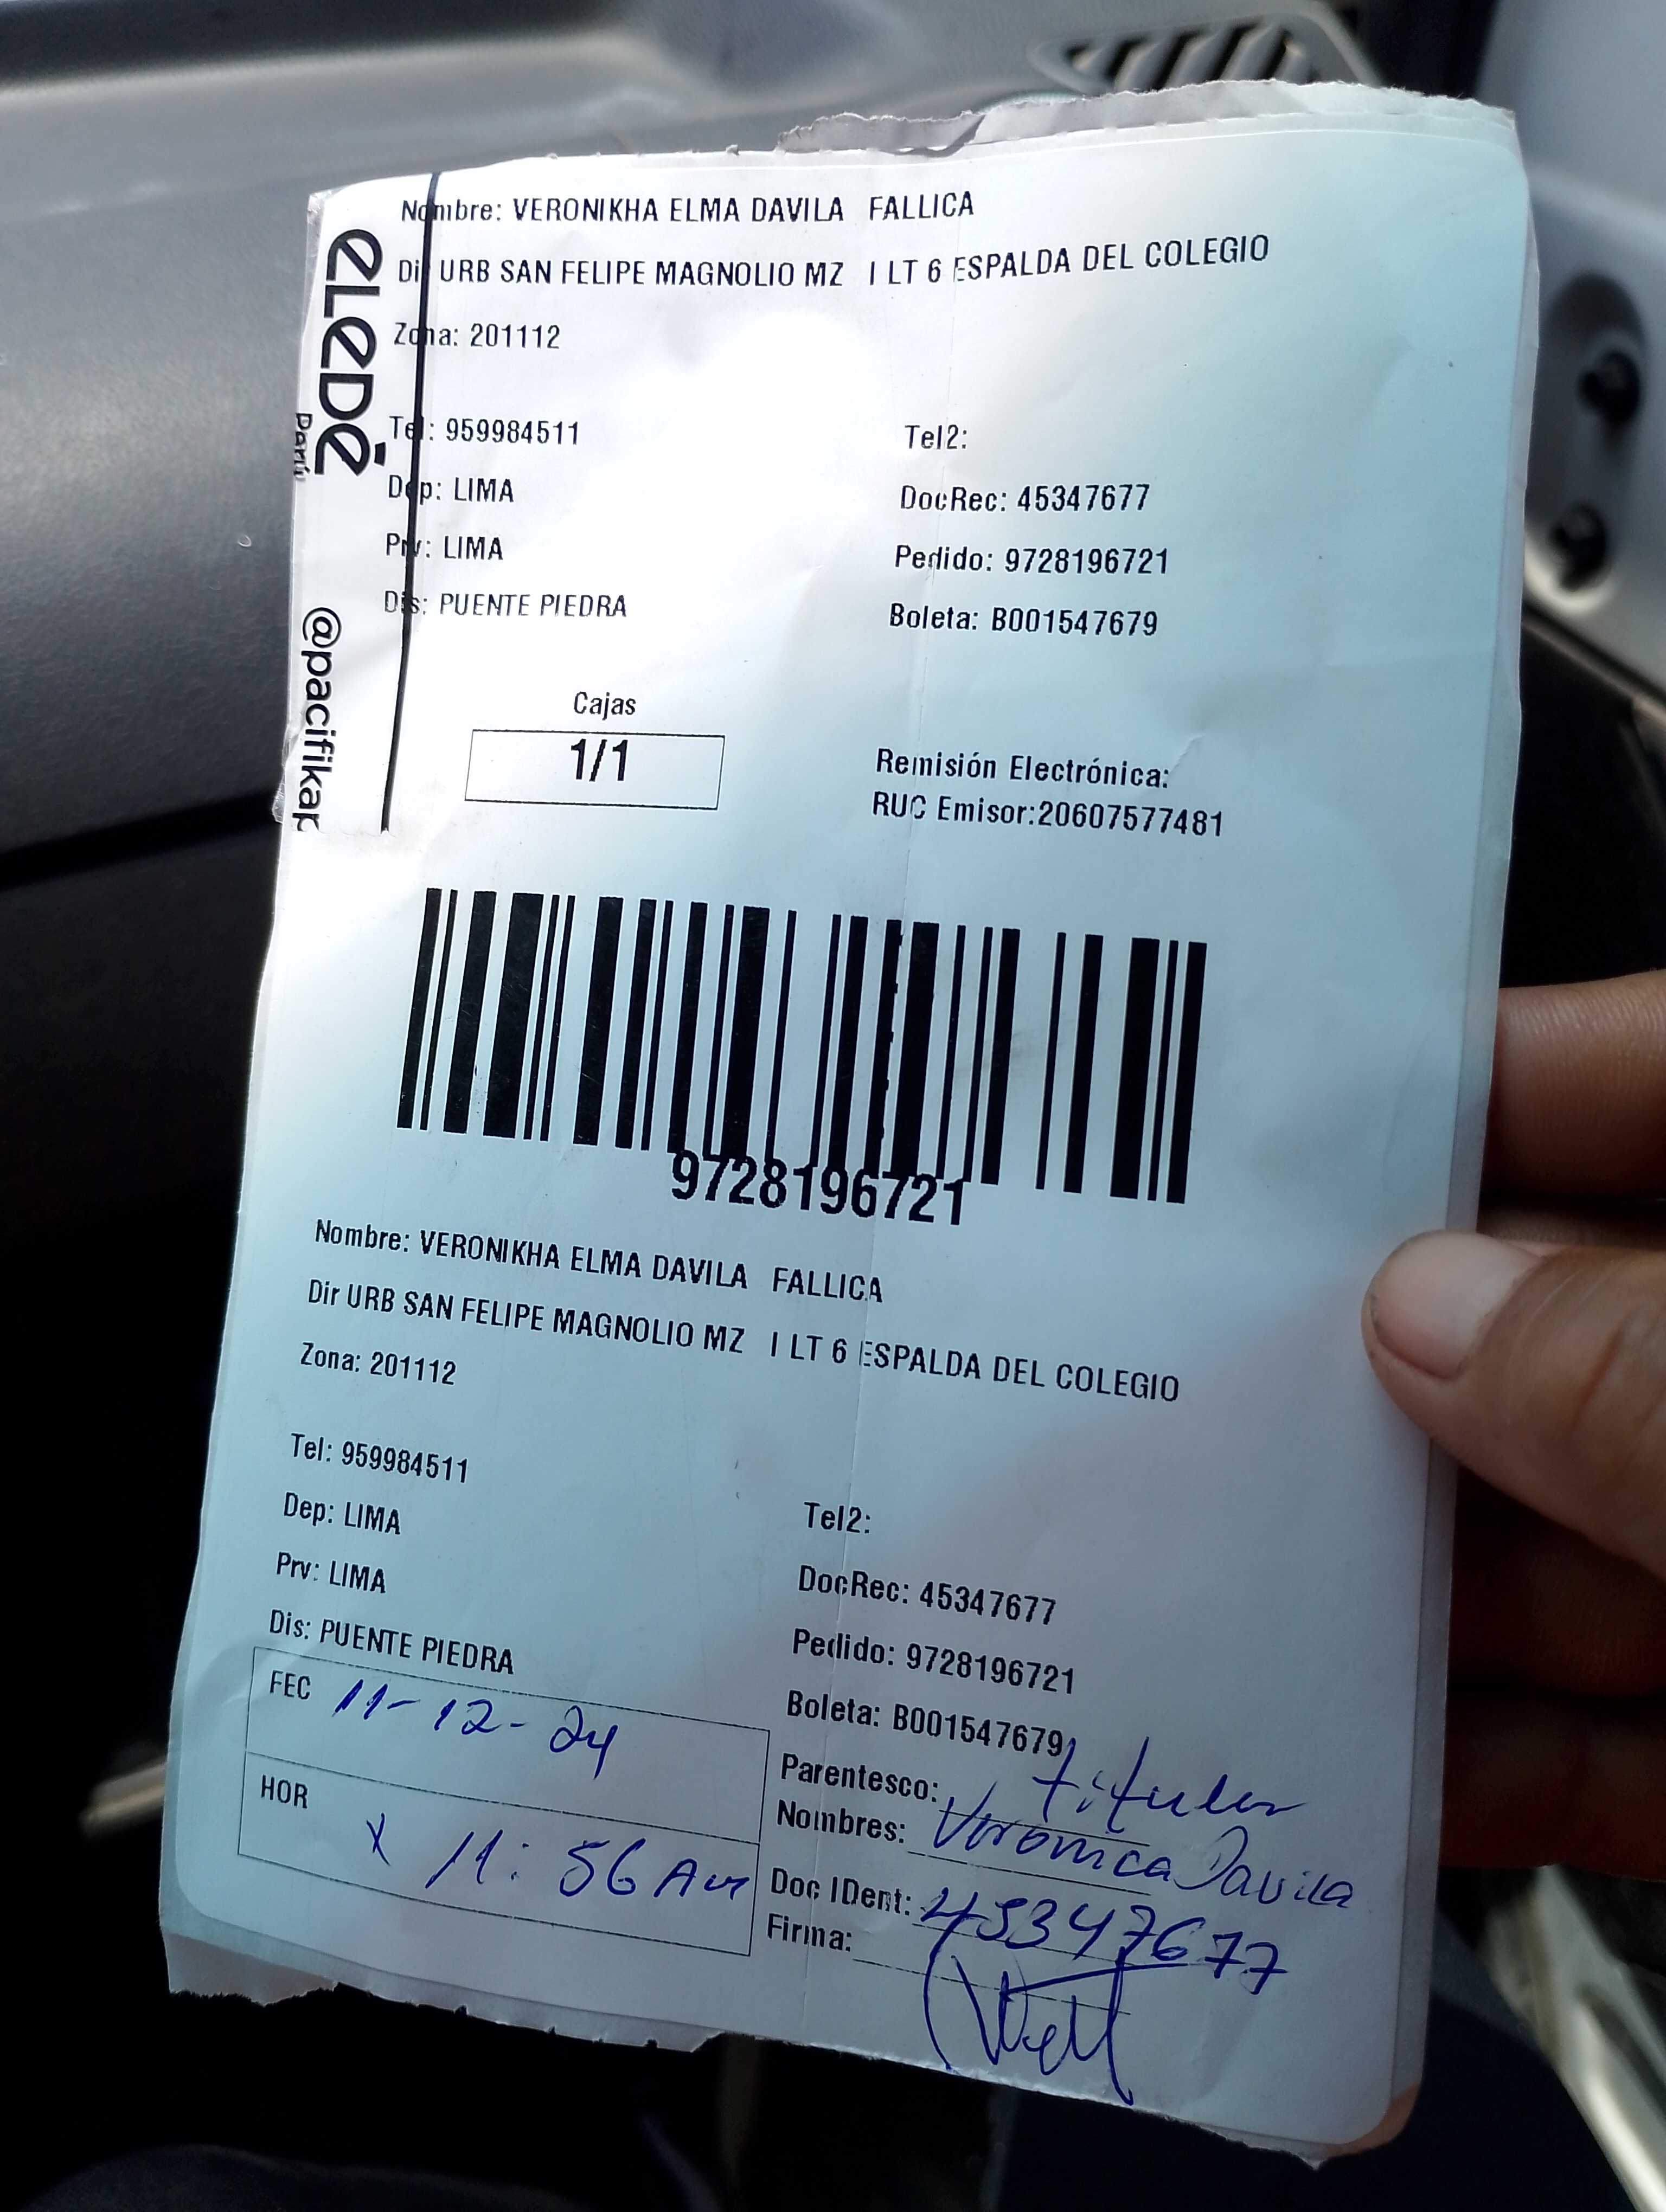 Nombre: VERONIKHA ELMA DAVILA FALLICA
Dir URB SAN FELIPE MAGNOLIO MZ I LT 6 ESPALDA DEL COLEGIO
Zona: 201112
Tel: 959984511
Tel2:
Dep: LIMA
DocRec: 45347677
Prv: LIMA
Pedido: 9728196721
Dis: PUENTE PIEDRA
Boleta: B001547679
eLeDē
@pacifikar
Cajas
1/1
Remisión Electrónica:
RUC Emisor:20607577481
9728196721
Nombre: VERONIKHA ELMA DAVILA FALLICA
Dir URB SAN FELIPE MAGNOLIO MZ I LT 6 ESPALDA DEL COLEGIO
Zona: 201112
Tel: 959984511
Tel2:
Dep: LIMA
DocRec: 45347677
Prv: LIMA
Pedido: 9728196721
Dis: PUENTE PIEDRA
Boleta: B001547679
FEC 11-12-24
HOR x 11:56 Am
Parentesco: titular
Nombres: Veronica Davila
Doc IDent: 45347677
Firma: